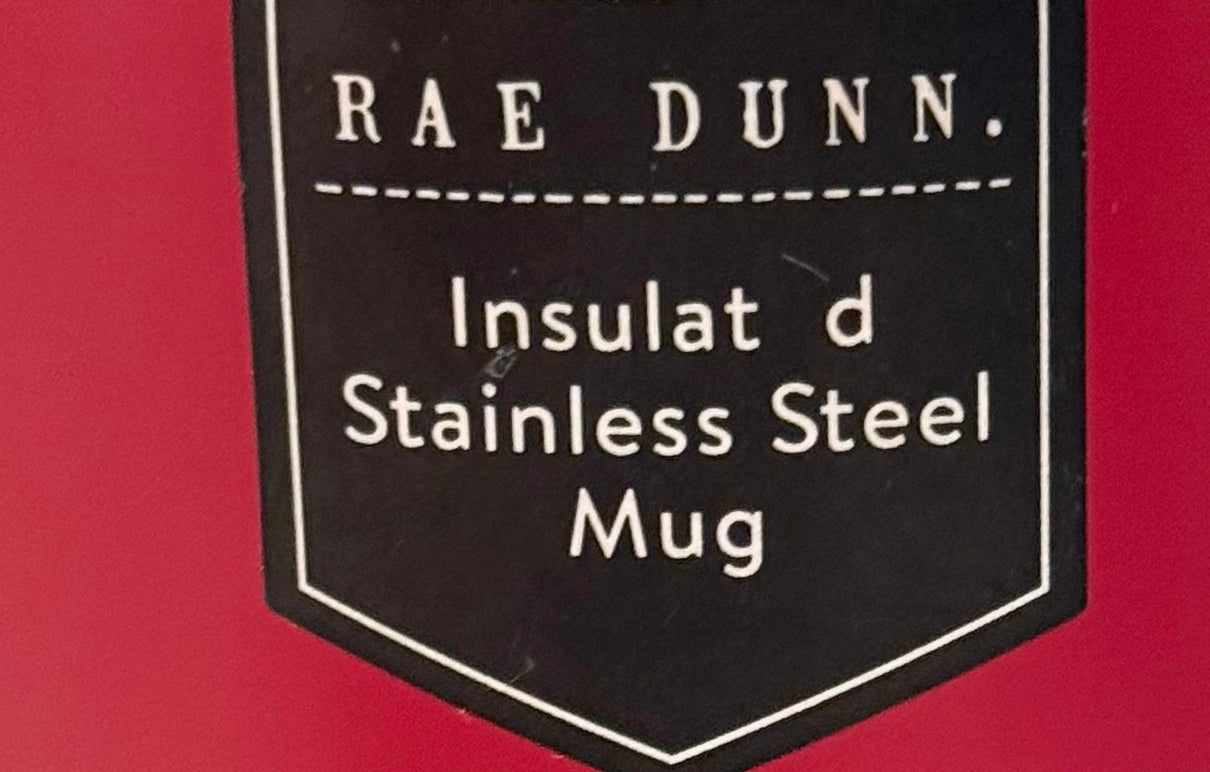 RAE DUNN.
Insulat d
Stainless Steel
Mug